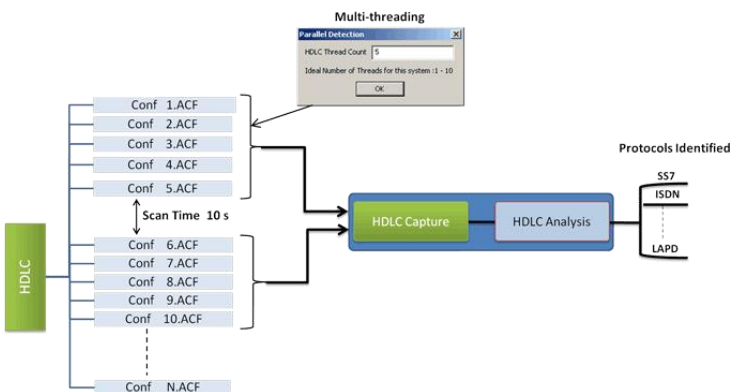 Multi-threading
Parallel Detection
HDLC Thread Count 5
Ideal Number of Threads for this system :1 - 10
OK
Conf 1.ACF
Conf 2.ACF
Conf 3.ACF
Conf 4.ACF
Conf 5.ACF
Scan Time 10 s
Conf 6.ACF
Conf 7.ACF
Conf 8.ACF
Conf 9.ACF
Conf 10.ACF
Conf N.ACF
HDLC
HDLC Capture
HDLC Analysis
Protocols Identified
SS7
ISDN
LAPD